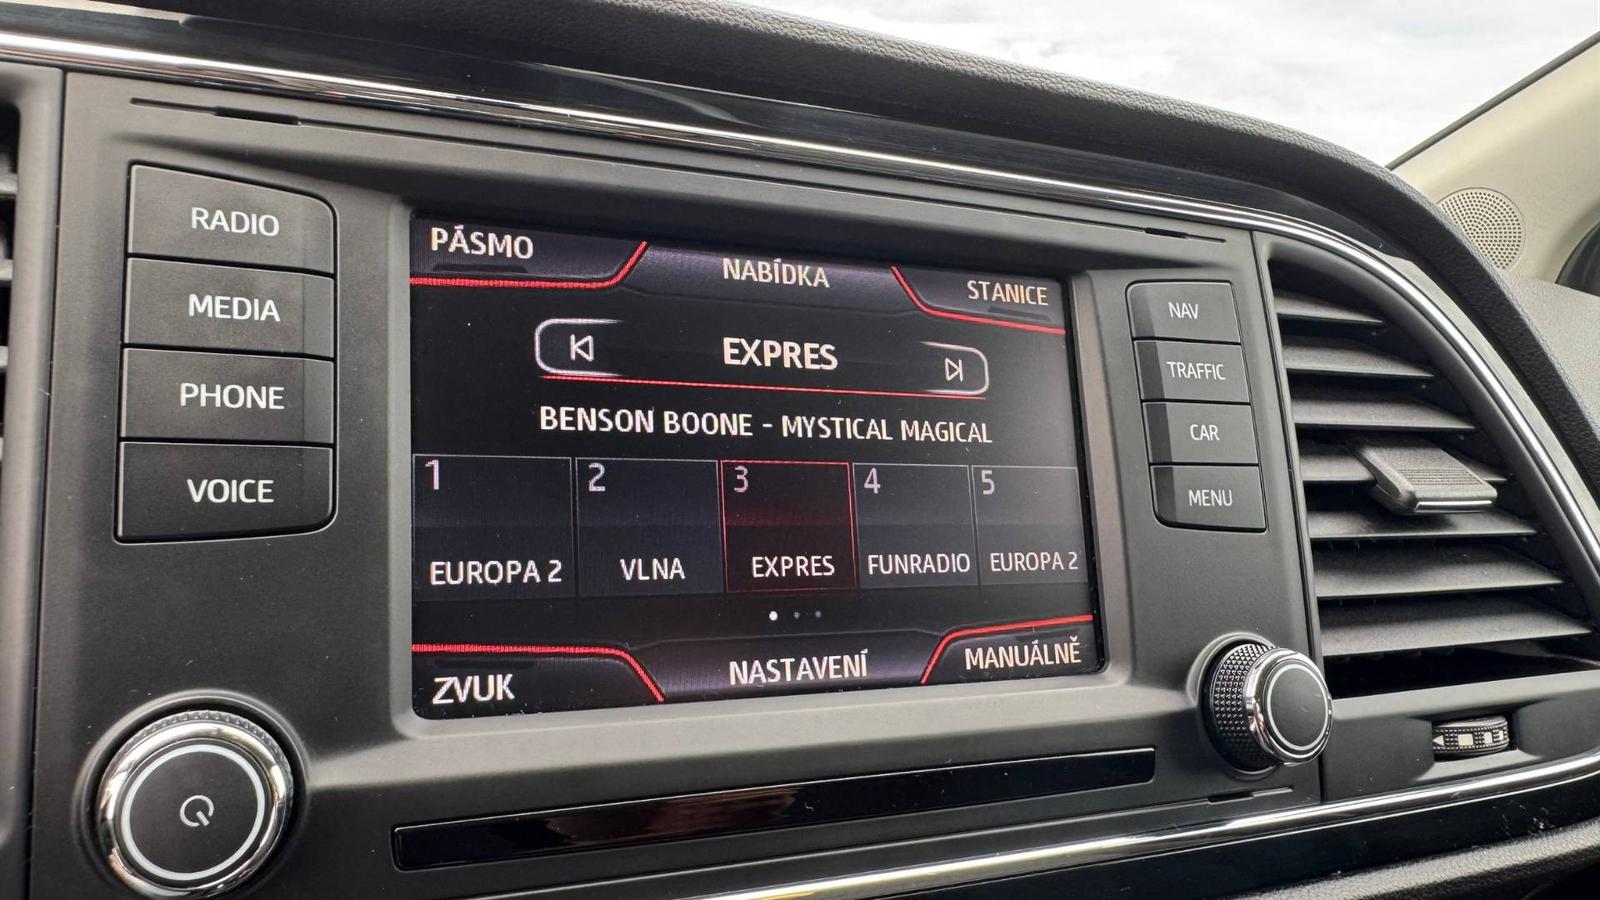 RADIO
MEDIA
PHONE
VOICE
PÁSMO
NABÍDKA
STANICE
EXPRES
BENSON BOONE - MYSTICAL MAGICAL
1 2 3 4 5
EUROPA 2 VLNA EXPRES FUNRADIO EUROPA 2
ZVUK
NASTAVENÍ
MANUÁLNĚ
NAV
TRAFFIC
CAR
MENU